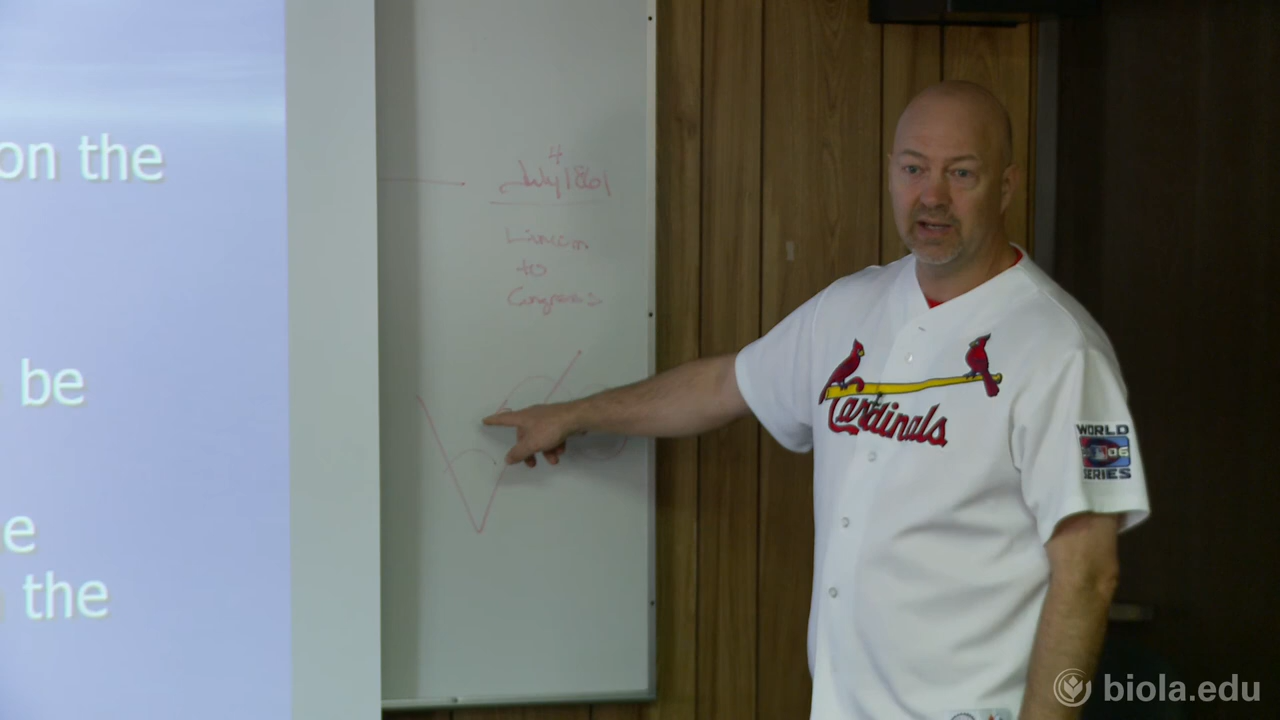 on the
be
e
the
4
July 1861
Lincoln
to
Congress
Cardinals
WORLD
06
SERIES
biola.edu